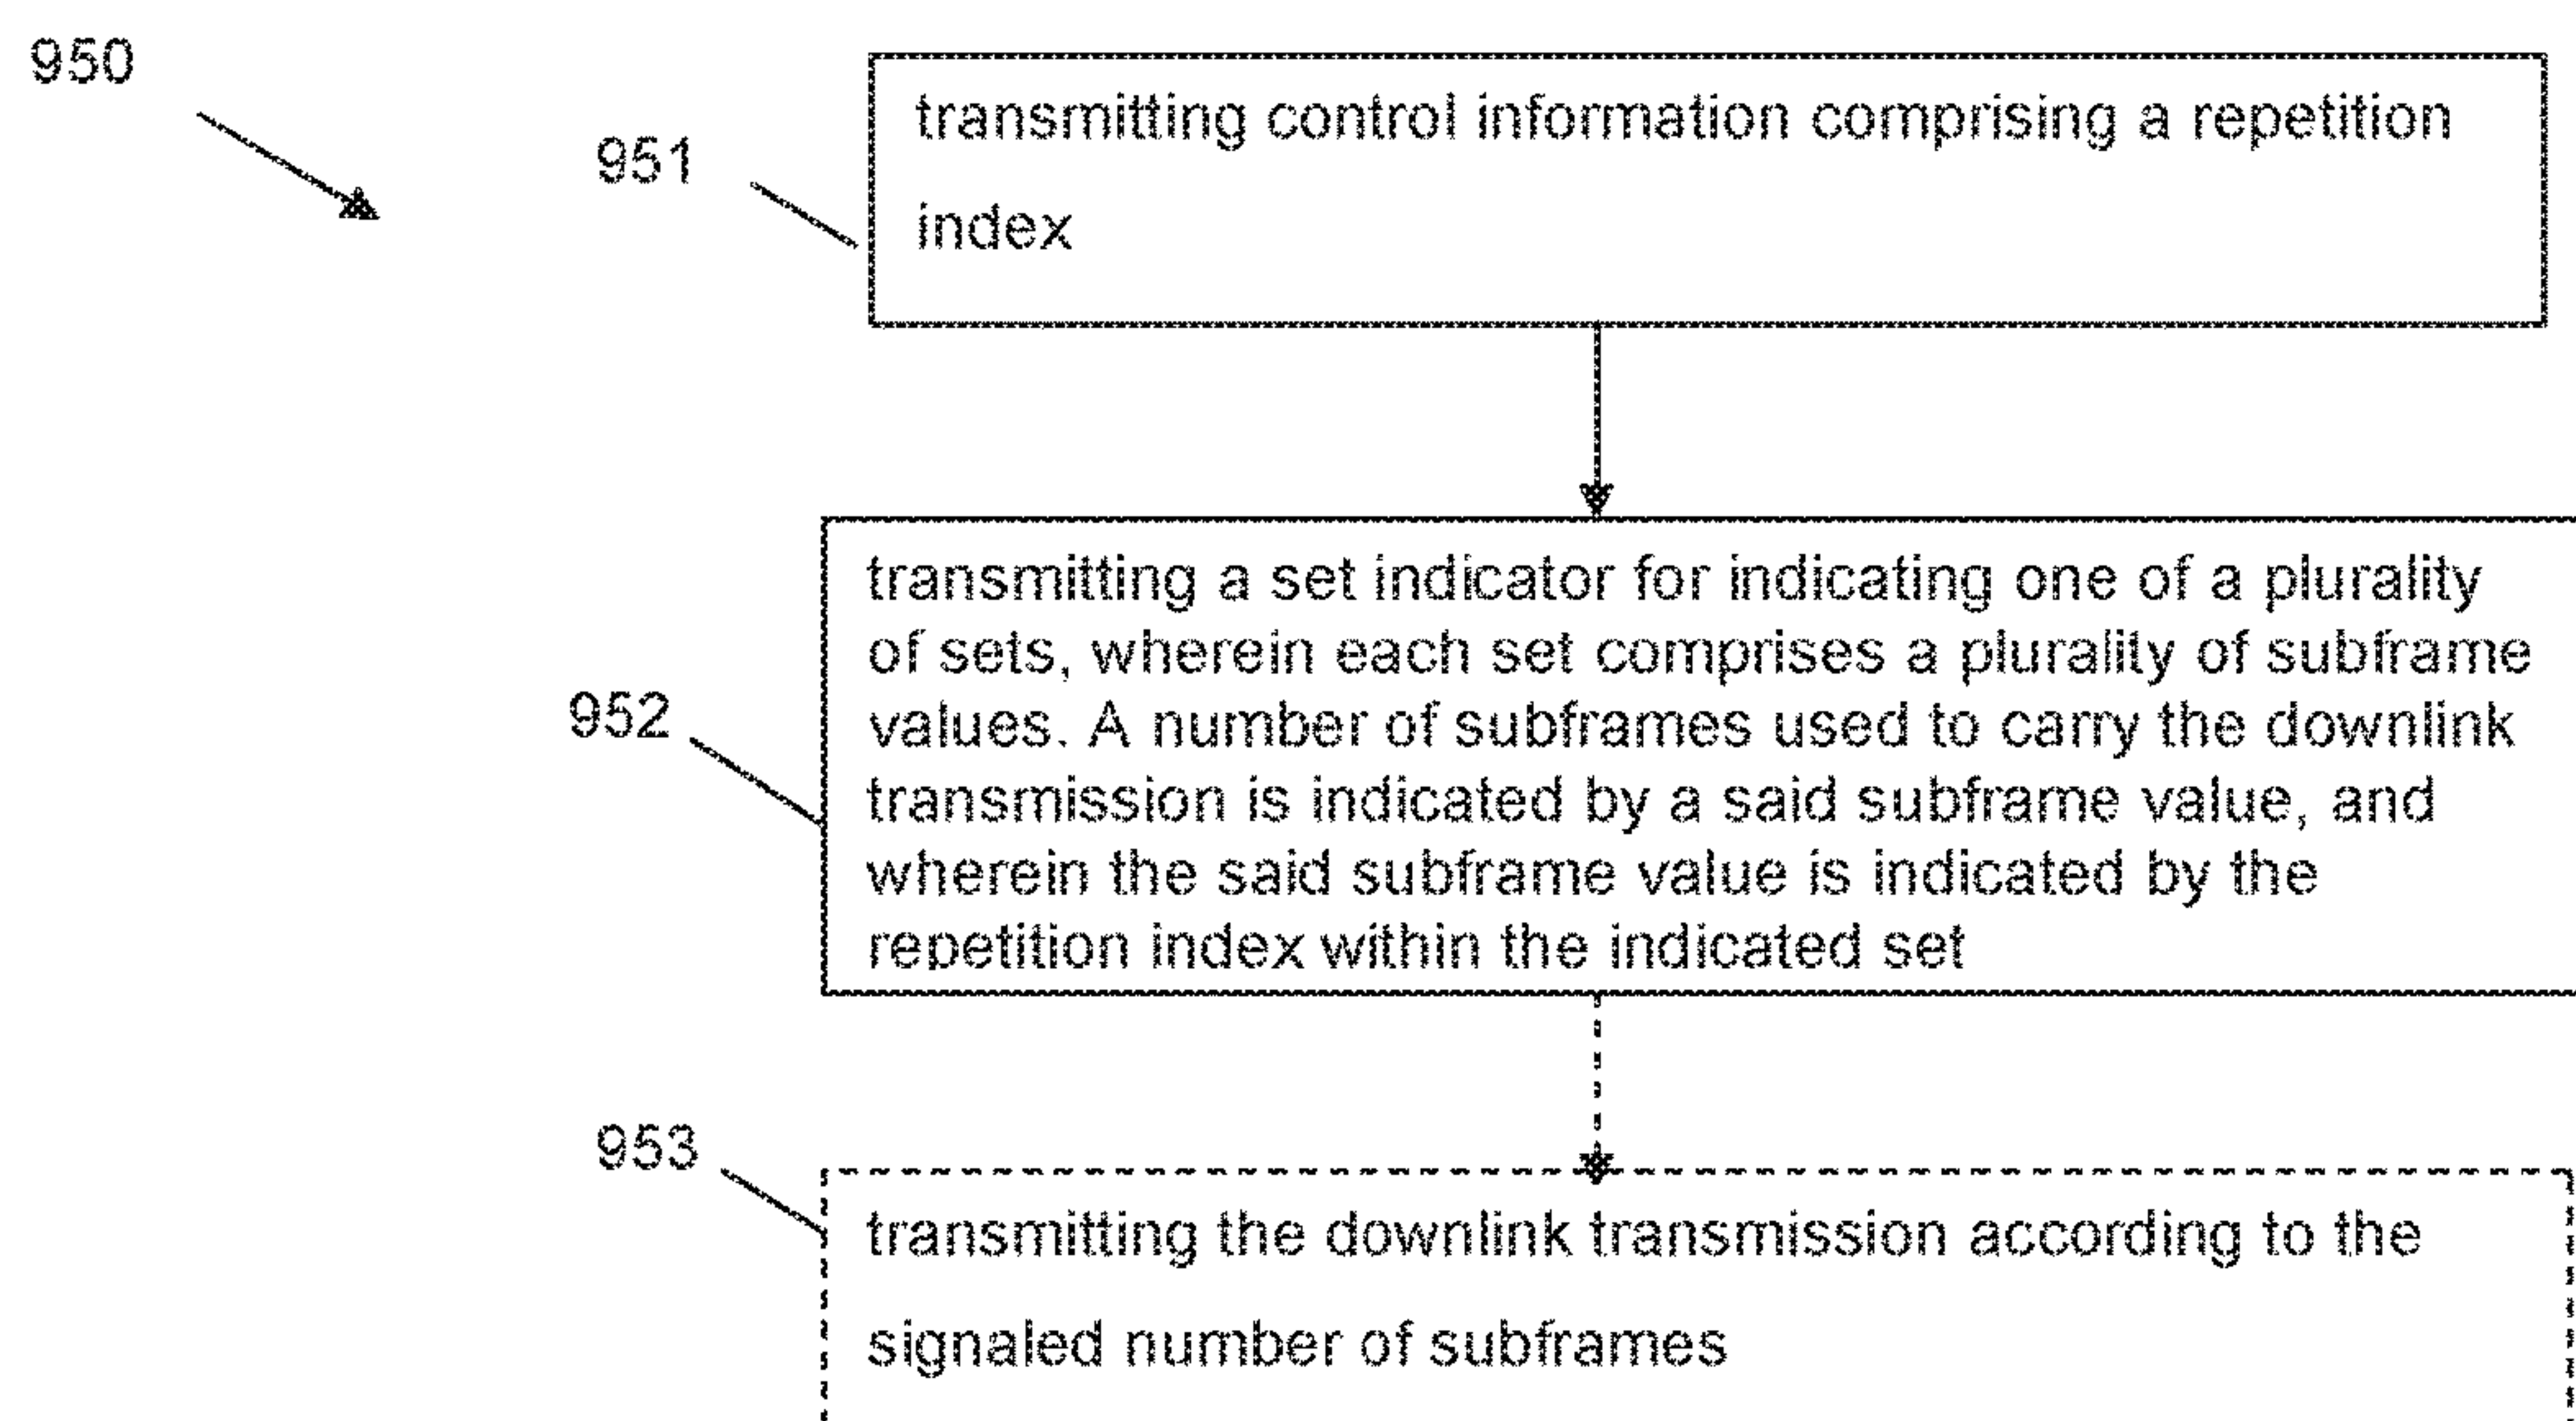 950
951
transmitting control information comprising a repetition
index
952
transmitting a set indicator for indicating one of a plurality
of sets, wherein each set comprises a plurality of subframe
values. A number of subframes used to carry the downlink
transmission is indicated by a said subframe value, and
wherein the said subframe value is indicated by the
repetition index within the indicated set
953
transmitting the downlink transmission according to the
signaled number of subframes